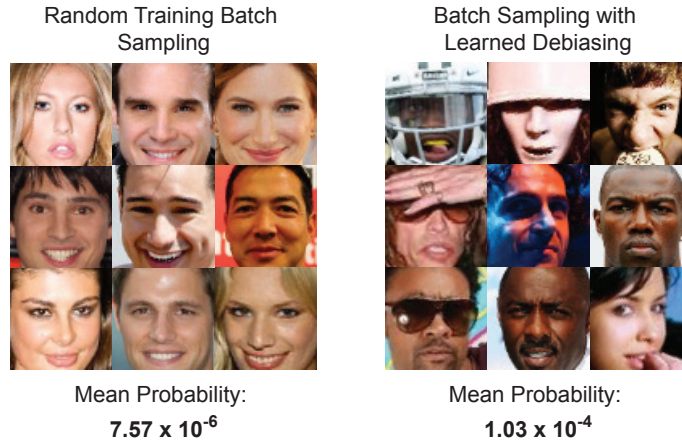 Random Training Batch
Sampling
Mean Probability:
7.57 x 10⁻⁶
Batch Sampling with
Learned Debiasing
Mean Probability:
1.03 x 10⁻⁴